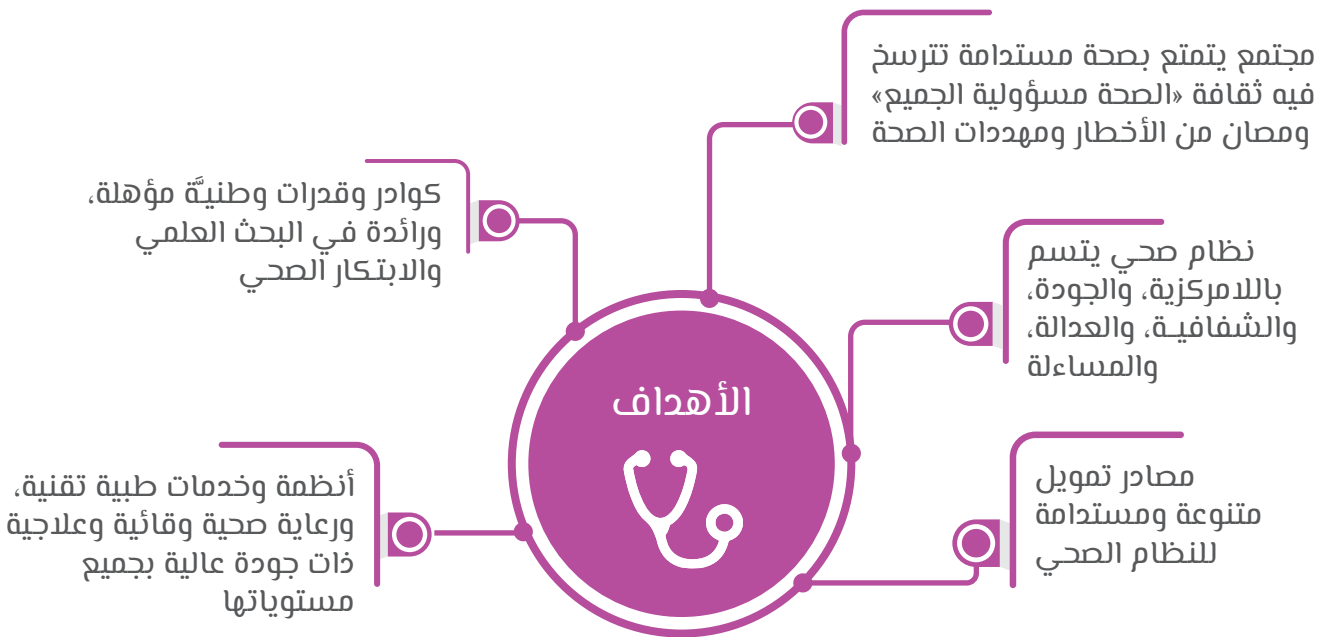 مجتمع يتمتع بصحة مستدامة تترسخ
فيه ثقافة «الصحة مسؤولية الجميع»
ومصان من الأخطار ومهددات الصحة
نظام صحي يتسم
باللامركزية، والجودة،
والشفافيـة، والعدالة،
والمساءلة
مصادر تمويل
متنوعة ومستدامة
للنظام الصحي
كوادر وقدرات وطنيَّة مؤهلة،
ورائدة في البحث العلمي
والابتكار الصحي
أنظمة وخدمات طبية تقنية،
ورعاية صحية وقائية وعلاجية
ذات جودة عالية بجميع
مستوياتها
الأهداف